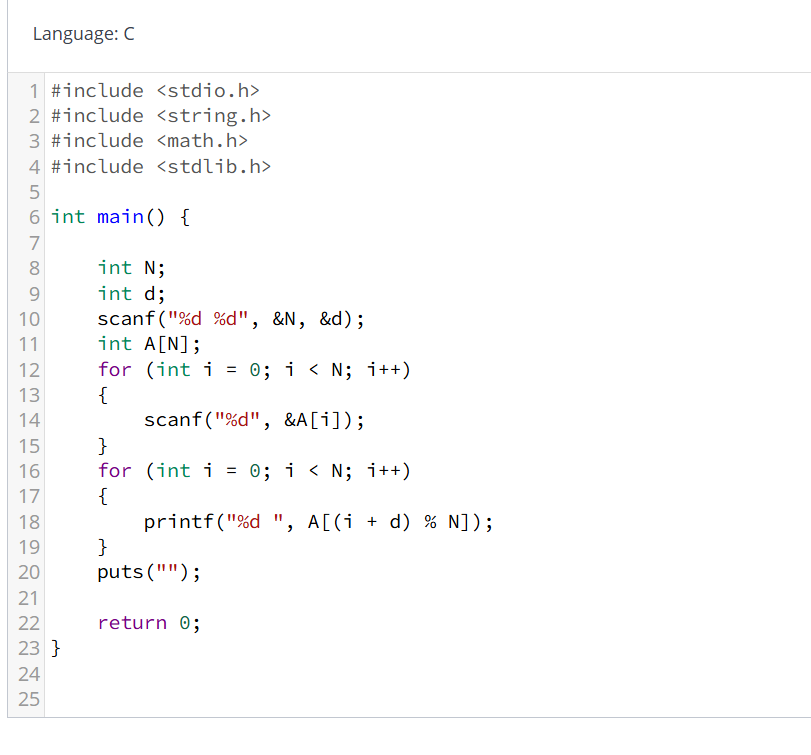 Language: C
1 #include <stdio.h>
2 #include <string.h>
3 #include <math.h>
4 #include <stdlib.h>
5
6 int main() {
7
8     int N;
9     int d;
10     scanf("%d %d", &N, &d);
11     int A[N];
12     for (int i = 0; i < N; i++)
13     {
14         scanf("%d", &A[i]);
15     }
16     for (int i = 0; i < N; i++)
17     {
18         printf("%d ", A[(i + d) % N]);
19     }
20     puts("");
21
22     return 0;
23 }
24
25